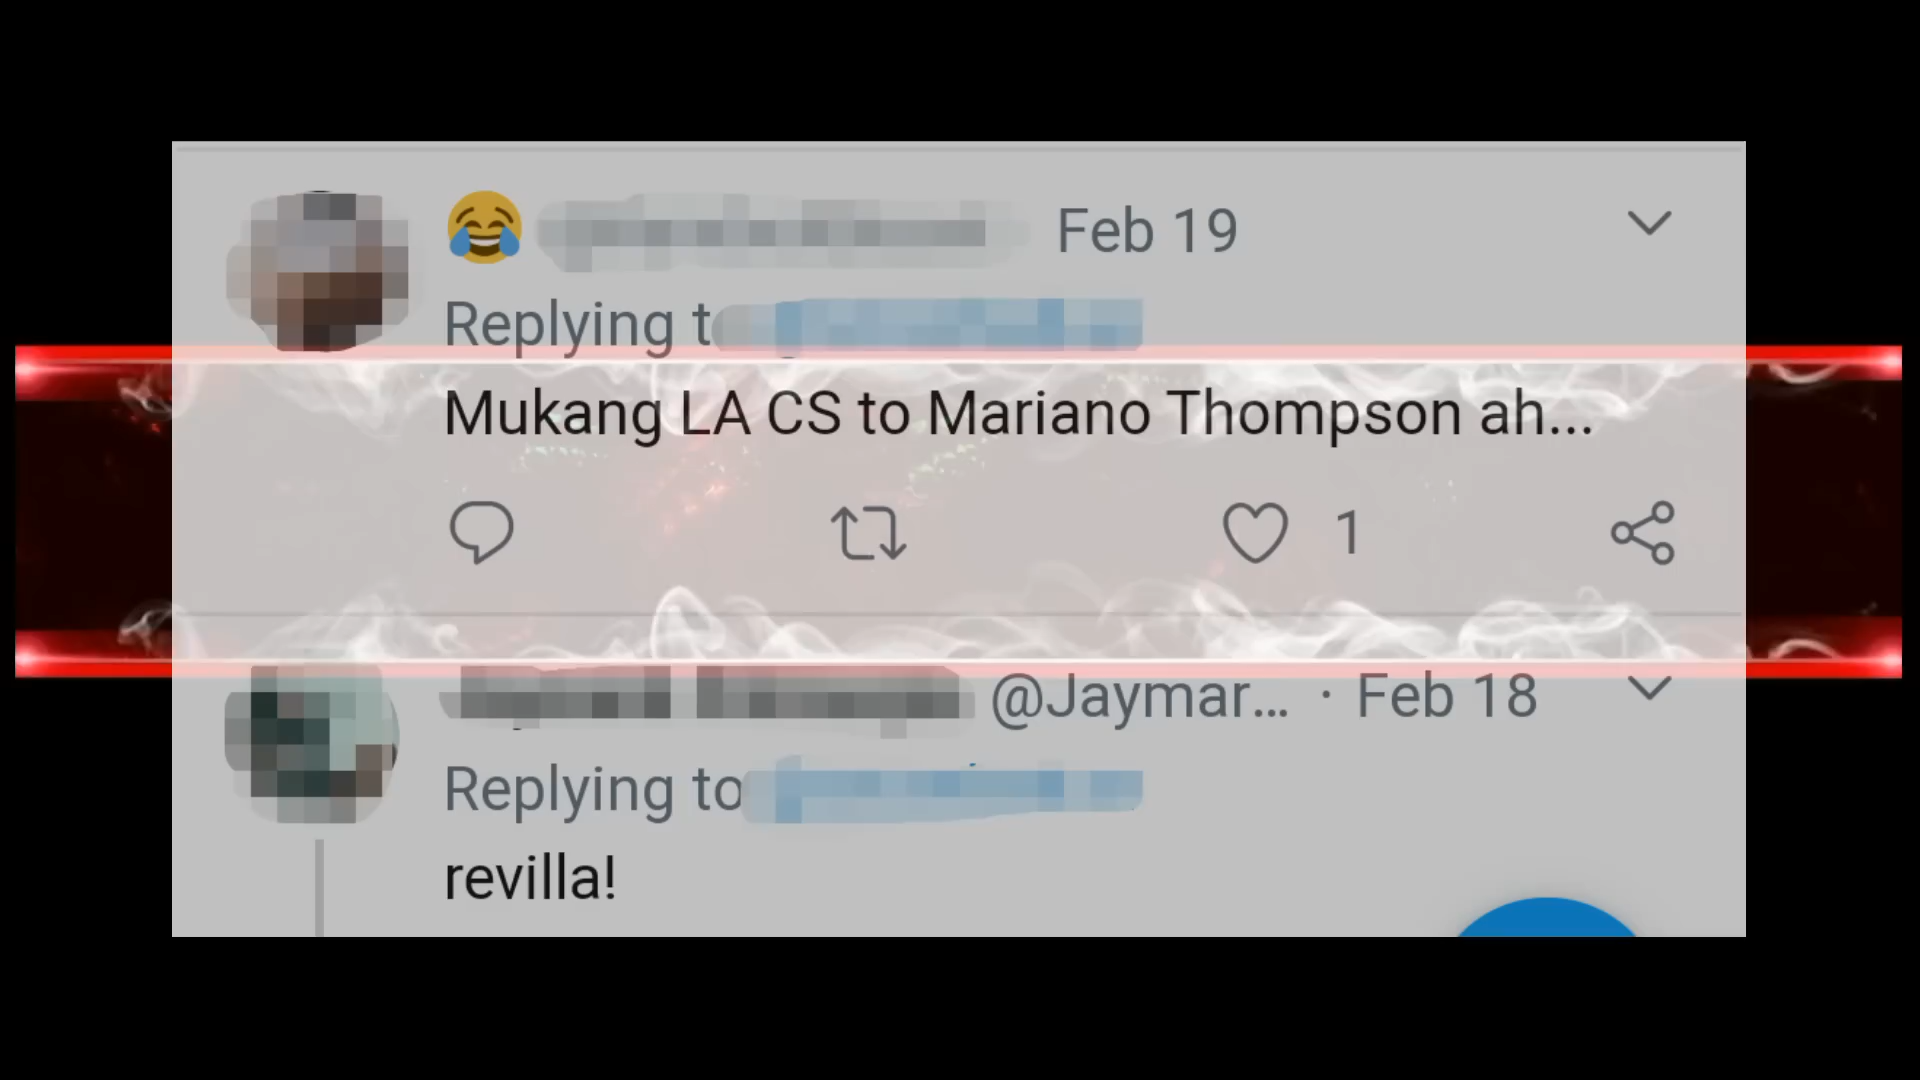 😂 Feb 19
Replying t
Mukang LA CS to Mariano Thompson ah...
1
@Jaymar... · Feb 18
Replying to
revilla!